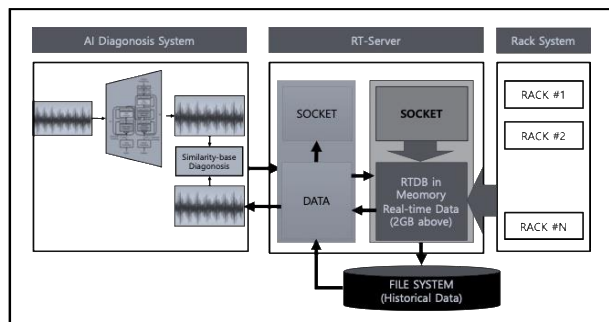 AI Diagonosis System
RT-Server
Rack System
SOCKET
SOCKET
RACK #1
RACK #2
Similarity-base
Diagonosis
DATA
RTDB in
Meomory
Real-time Data
(2GB above)
RACK #N
FILE SYSTEM
(Historical Data)